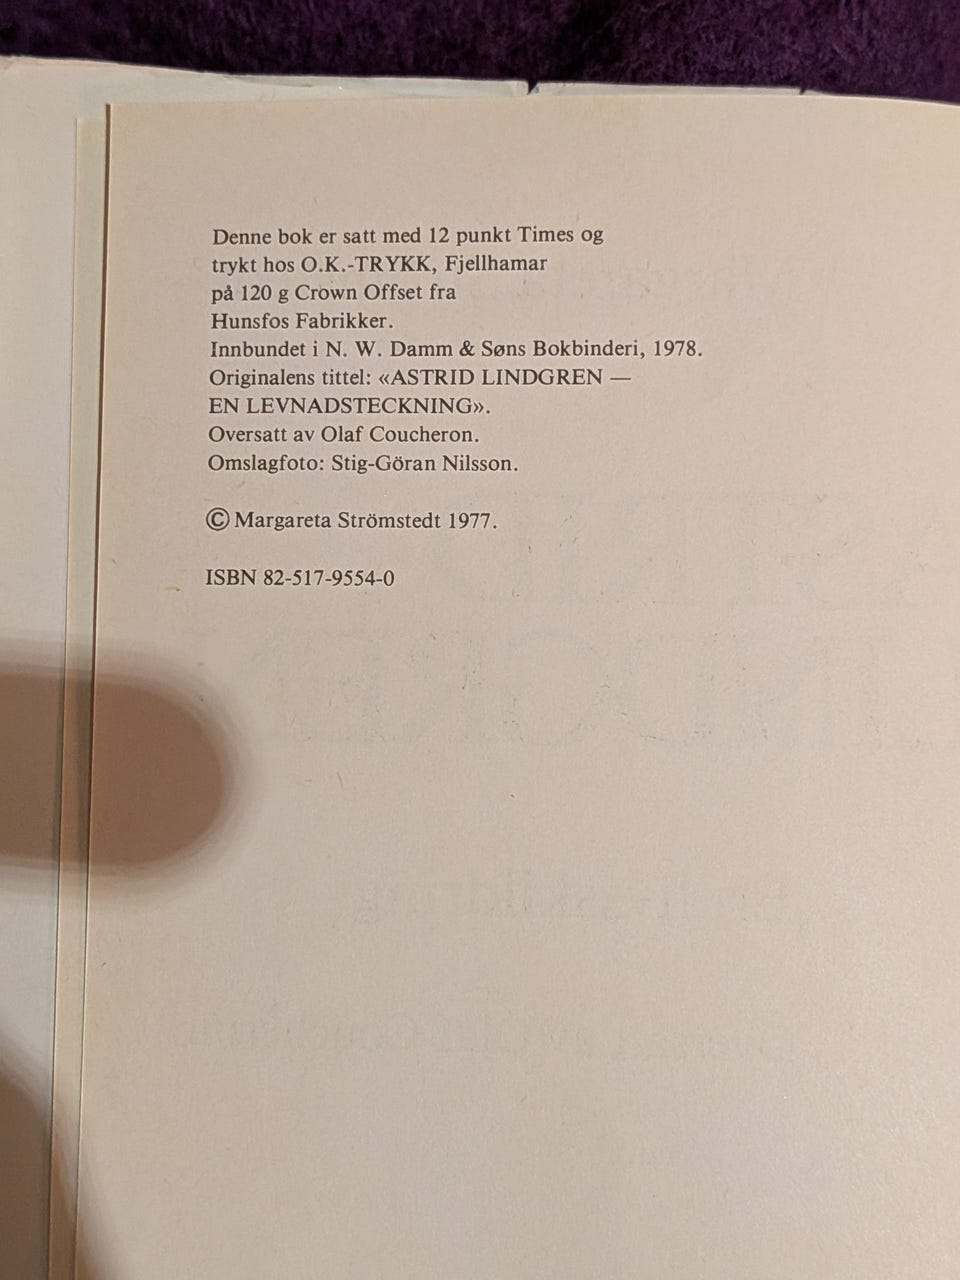 Denne bok er satt med 12 punkt Times og
trykt hos O.K.-TRYKK, Fjellhamar
på 120 g Crown Offset fra
Hunsfos Fabrikker.
Innbundet i N. W. Damm & Søns Bokbinderi, 1978.
Originalens tittel: «ASTRID LINDGREN —
EN LEVNADSTECKNING».
Oversatt av Olaf Coucheron.
Omslagfoto: Stig-Göran Nilsson.
© Margareta Strömstedt 1977.
ISBN 82-517-9554-0